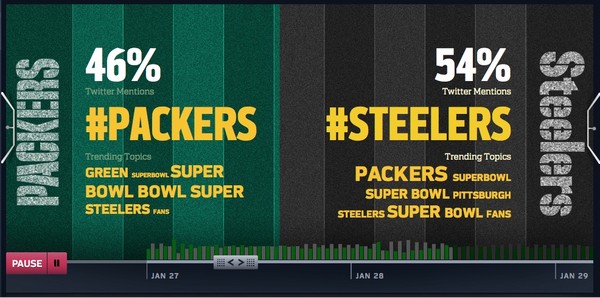 PACKERS
46%
Twitter Mentions
#PACKERS
Trending Topics
GREEN SUPERBOWL SUPER
BOWL BOWL SUPER
STEELERS FANS
54%
Twitter Mentions
#STEELERS
Trending Topics
PACKERS SUPERBOWL
SUPER BOWL PITTSBURGH
STEELERS SUPER BOWL FANS
Steelers
PAUSE
JAN 27
JAN 28
JAN 29